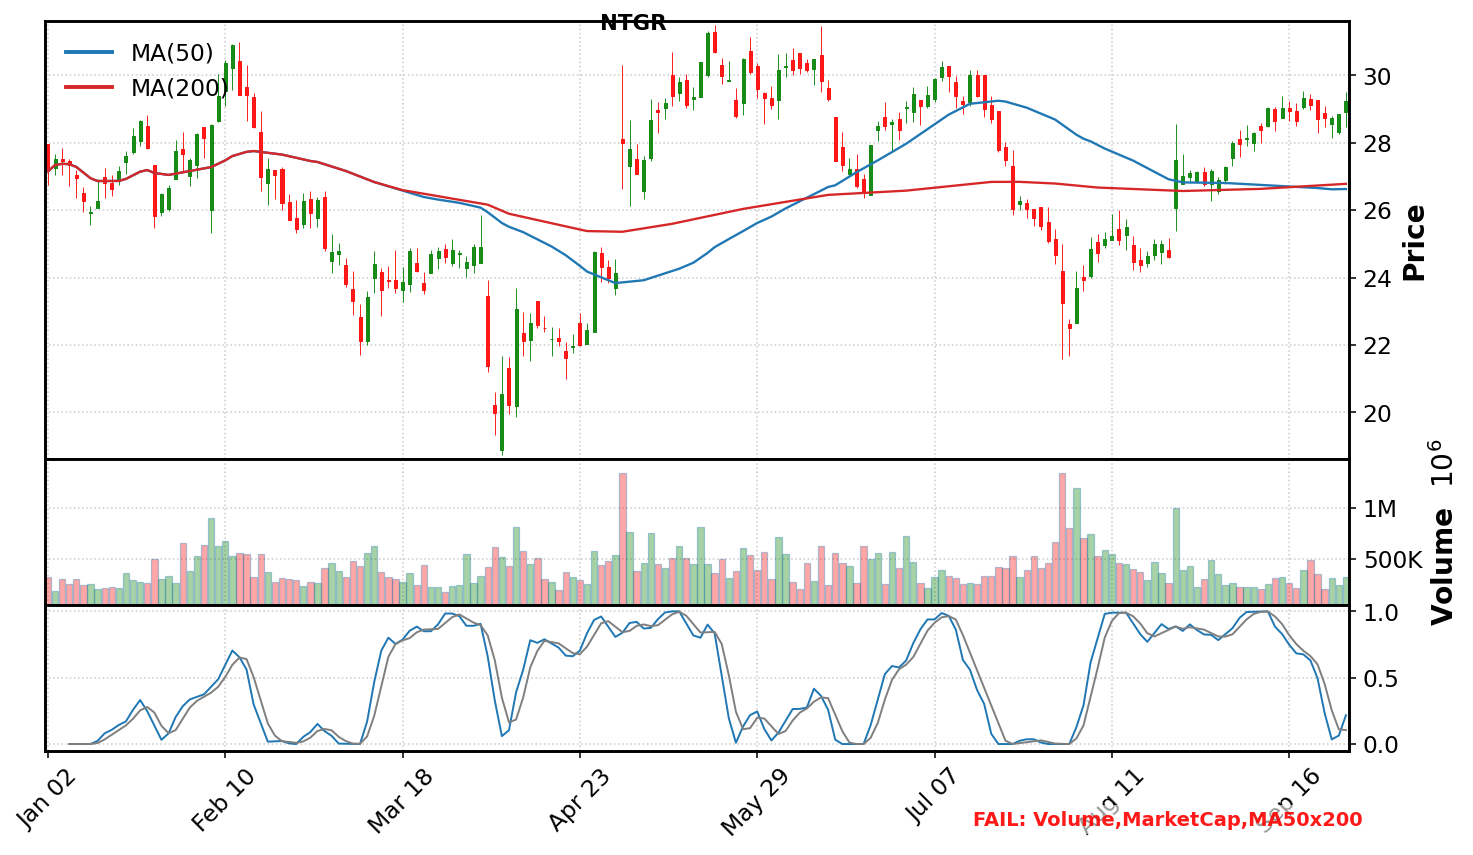 NTGR
MA(50)
MA(200)
30
28
26
24
22
20
Price
10⁶
1M
500K
Volume
1.0
0.5
0.0
Jan 02
Feb 10
Mar 18
Apr 23
May 29
Jul 07
Aug 11
Sep 16
FAIL: Volume,MarketCap,MA50x200